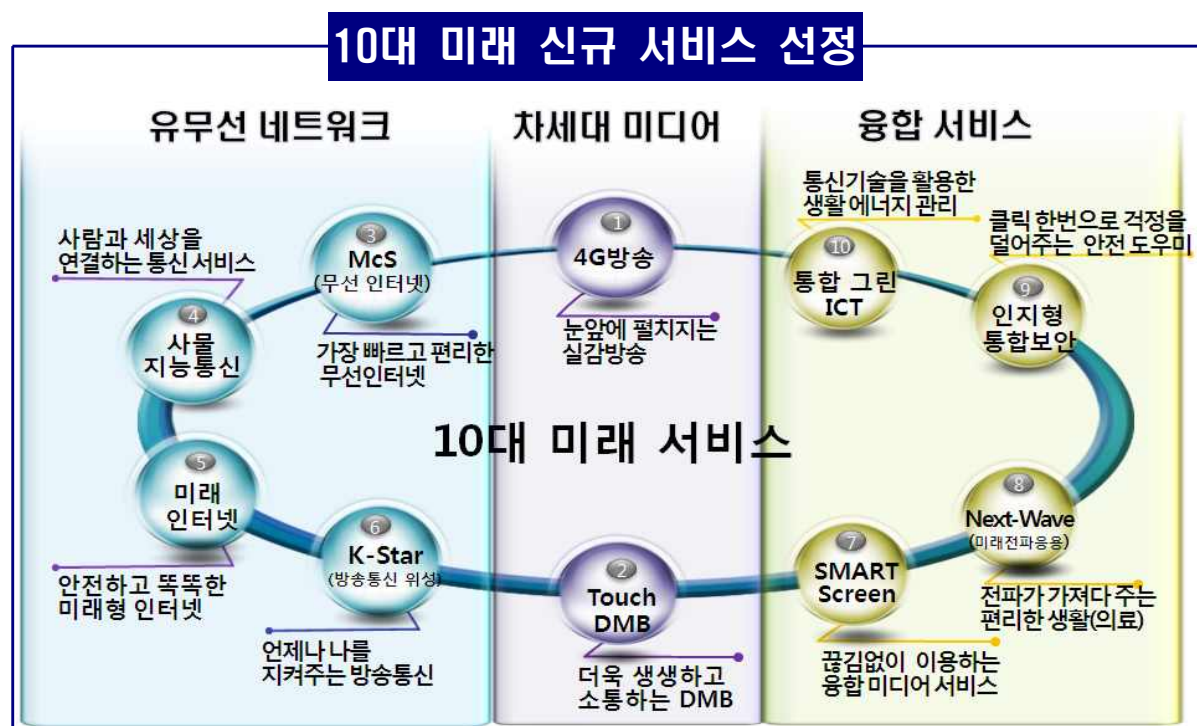 10대 미래 신규 서비스 선정
유무선 네트워크
차세대 미디어
융합 서비스
사람과 세상을
연결하는 통신 서비스
3
McS
(무선 인터넷)
가장 빠르고 편리한
무선인터넷
4
사물
지능통신
5
미래
인터넷
안전하고 똑똑한
미래형 인터넷
6
K-Star
(방송통신 위성)
언제나 나를
지켜주는 방송통신
1
4G방송
눈앞에 펼치지는
실감방송
10대 미래 서비스
2
Touch
DMB
더욱 생생하고
소통하는 DMB
통신기술을 활용한
생활 에너지 관리
10
통합 그린
ICT
클릭 한번으로 걱정을
덜어주는 안전 도우미
9
인지형
통합보안
8
Next-Wave
(미래전파응용)
전파가 가져다 주는
편리한 생활(의료)
7
SMART
Screen
끊김없이 이용하는
융합 미디어 서비스